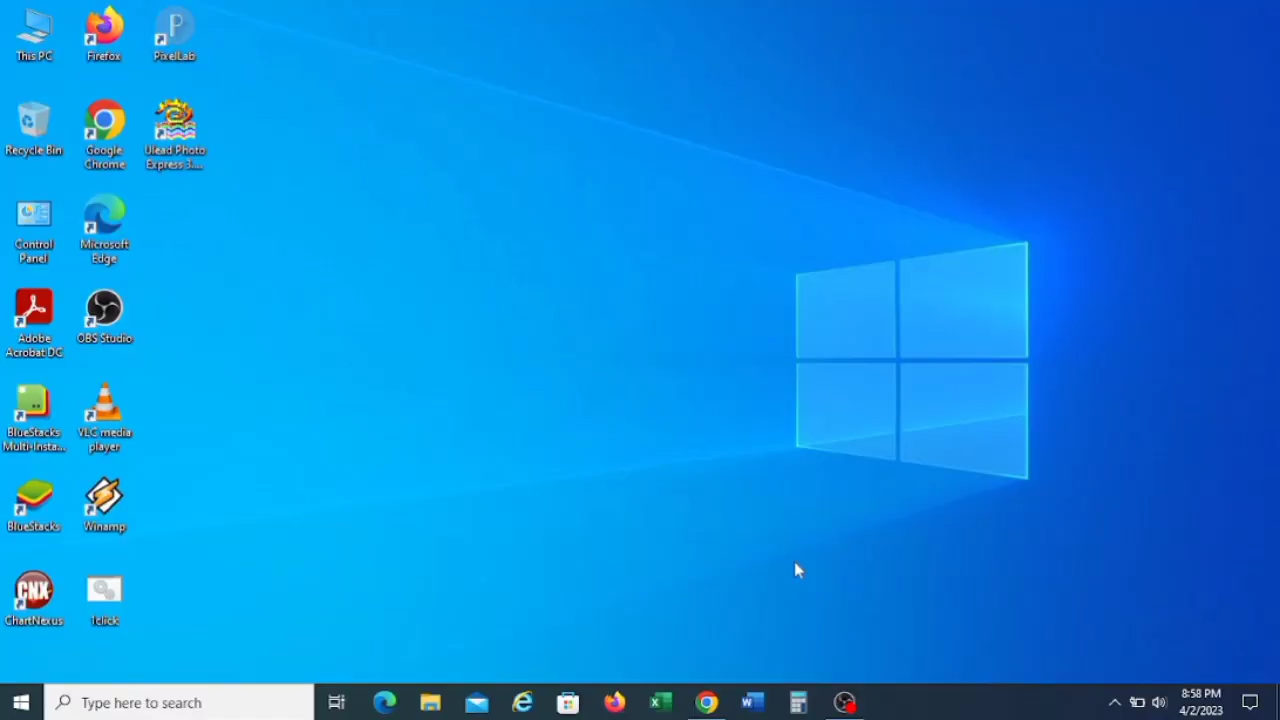 This PC
Firefox
PixelLab
Recycle Bin
Google
Chrome
Ulead Photo
Express 3....
Control
Panel
Microsoft
Edge
Adobe
Acrobat DC
OBS Studio
BlueStacks
Multi-Insta...
VLC media
player
BlueStacks
Winamp
CNX
ChartNexus
1click
Type here to search
8:58 PM
4/2/2023